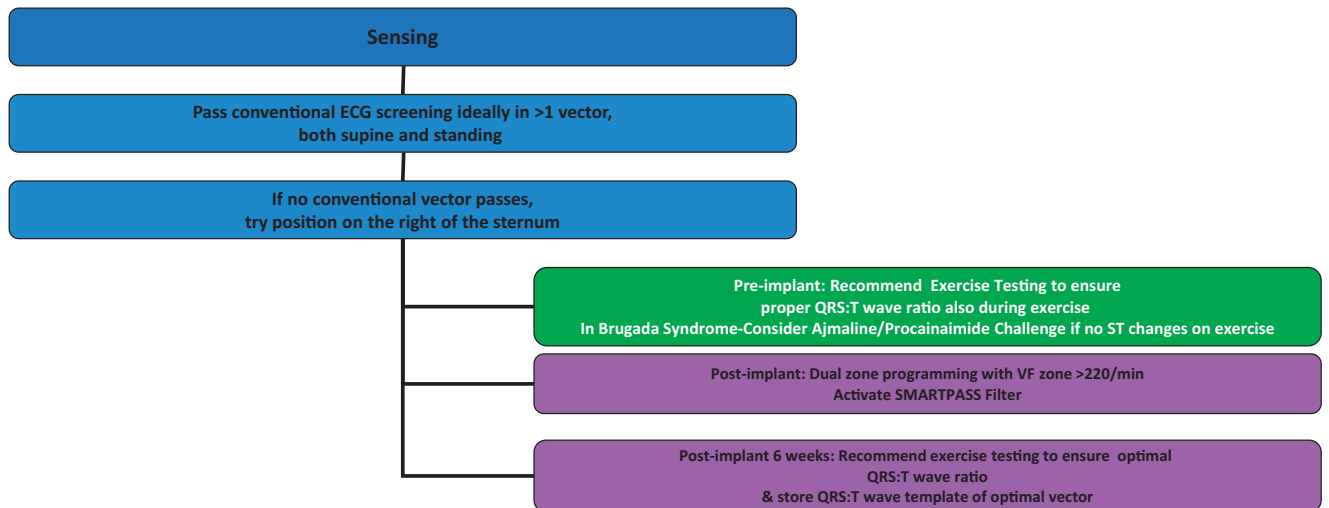 Sensing
Pass conventional ECG screening ideally in >1 vector,
both supine and standing
If no conventional vector passes,
try position on the right of the sternum
Pre-implant: Recommend Exercise Testing to ensure
proper QRS:T wave ratio also during exercise
In Brugada Syndrome-Consider Ajmaline/Procainaimide Challenge if no ST changes on exercise
Post-implant: Dual zone programming with VF zone >220/min
Activate SMARTPASS Filter
Post-implant 6 weeks: Recommend exercise testing to ensure optimal
QRS:T wave ratio
& store QRS:T wave template of optimal vector